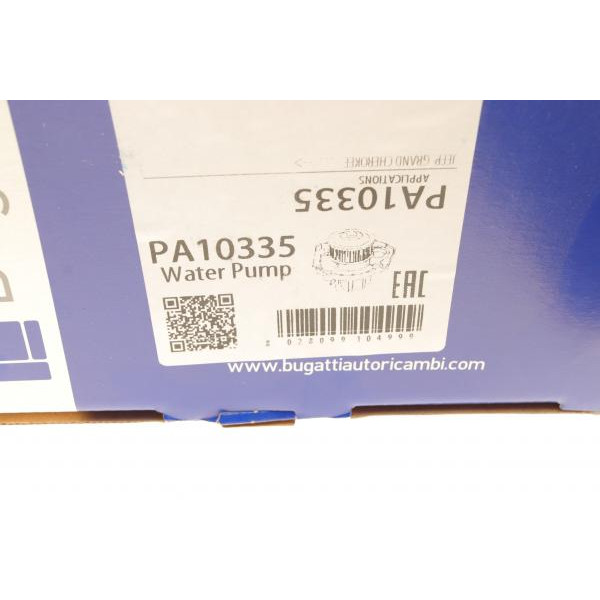 JEEP GRAND CHEROKEE ... -->
APPLICATIONS
PA10335
PA10335
Water Pump
EAC
www.bugattiautoricambi.com